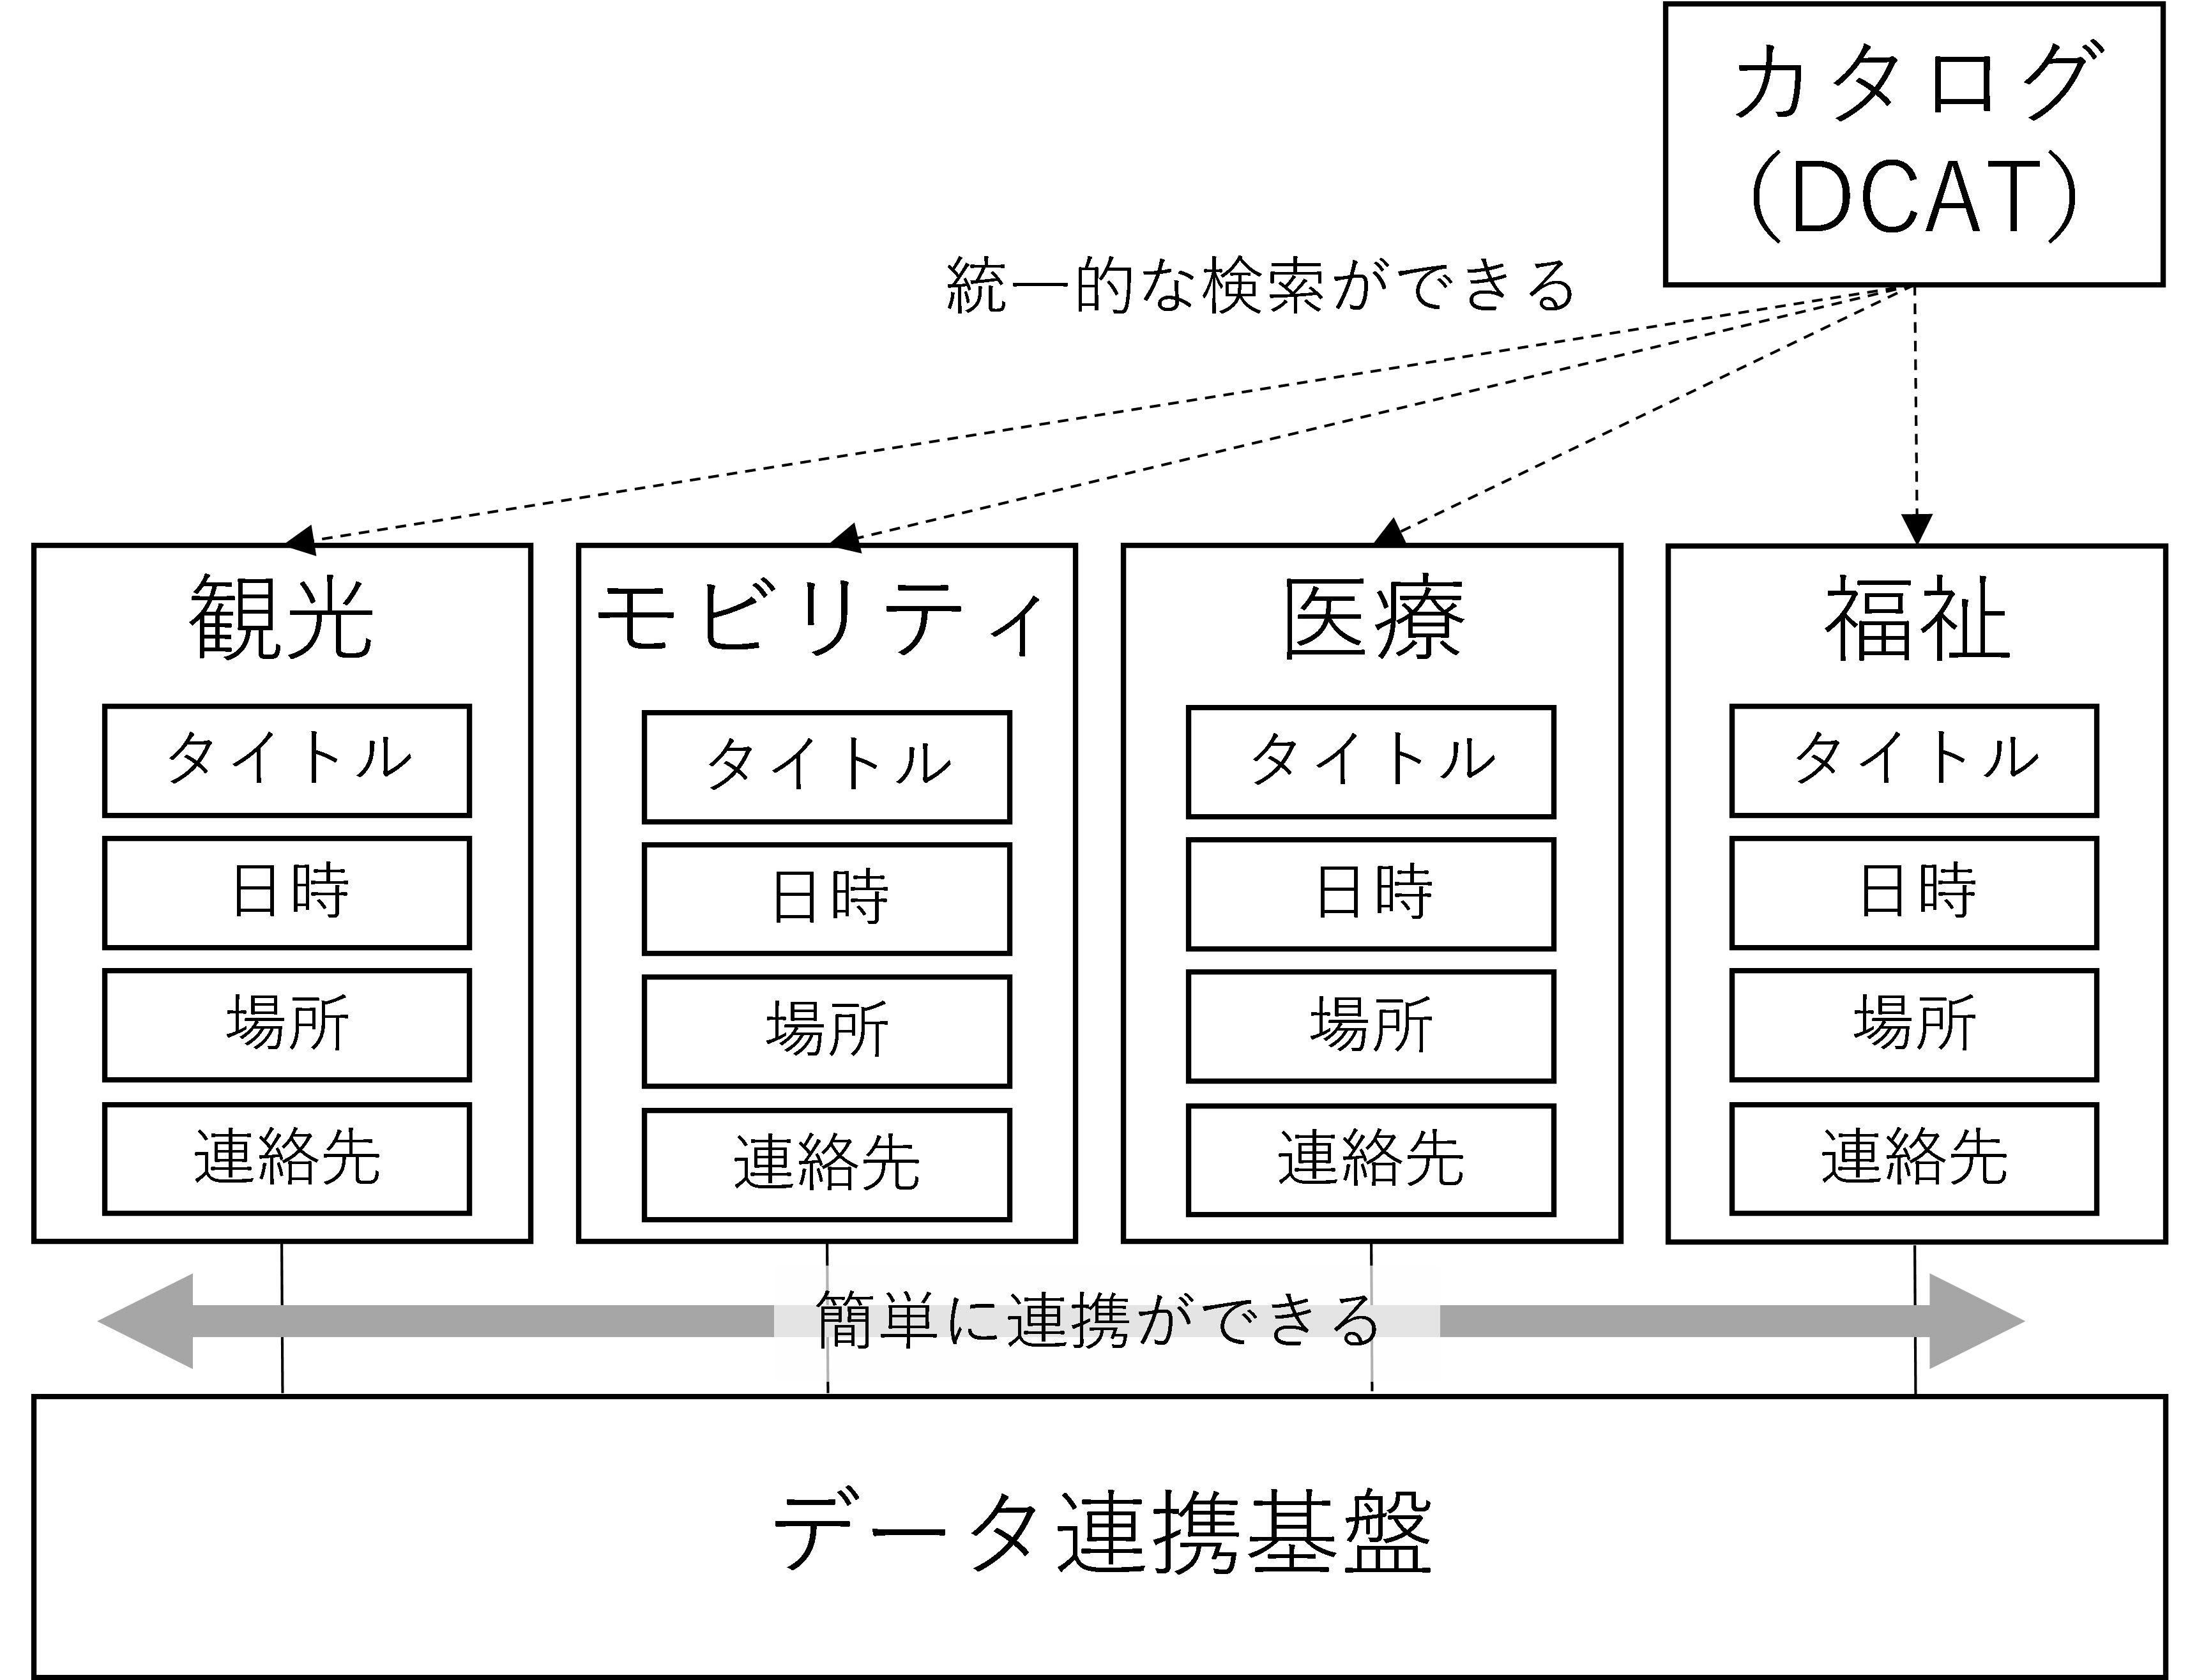 カタログ
（DCAT）
統一的な検索ができる
観光
タイトル
日時
場所
連絡先
モビリティ
タイトル
日時
場所
連絡先
医療
タイトル
日時
場所
連絡先
福祉
タイトル
日時
場所
連絡先
簡単に連携ができる
データ連携基盤